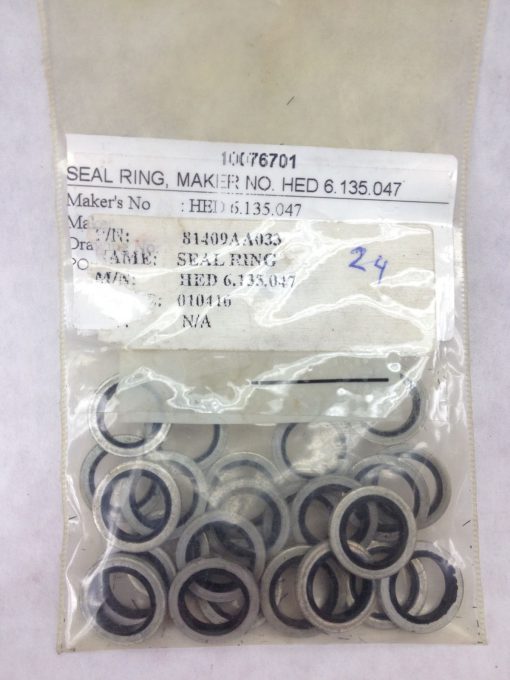 10076701
SEAL RING, MAKER NO. HED 6.135.047
Maker's No : HED 6.135.047
P/N: 81409AA033
NAME: SEAL RING
M/N: HED 6.135.047
010416
N/A
24